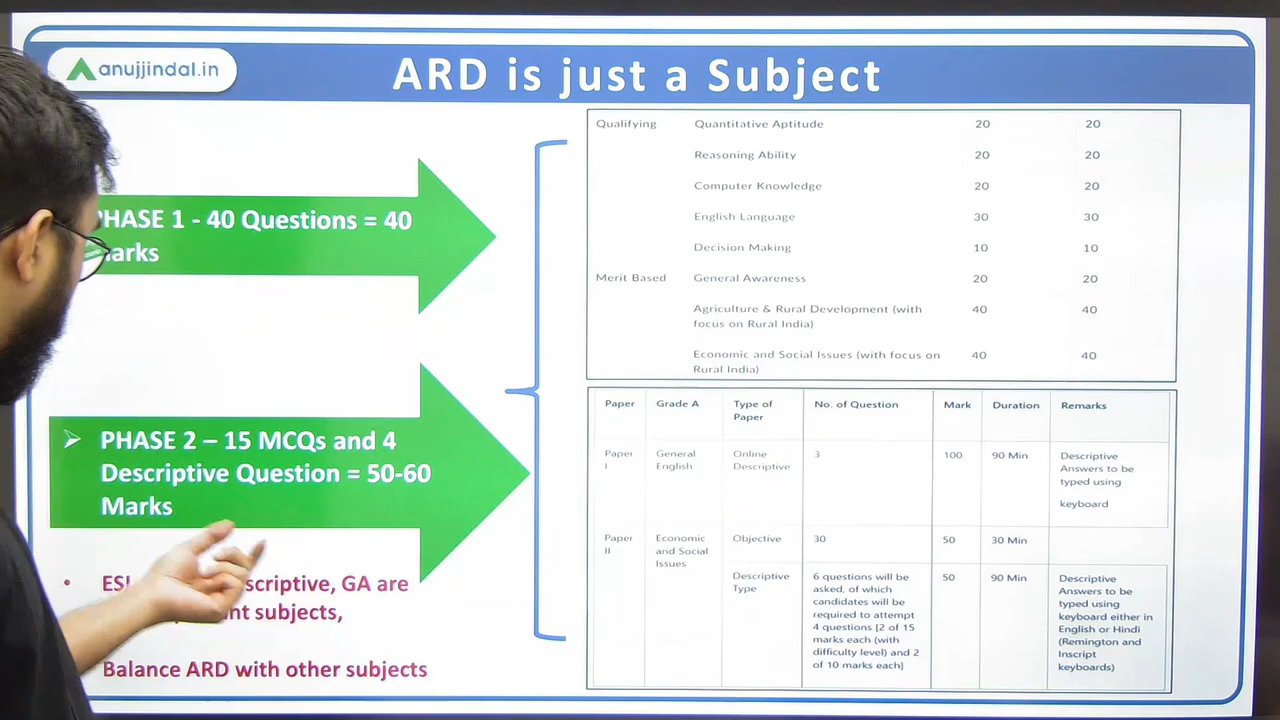 anujjindal.in
ARD is just a Subject
PHASE 1 - 40 Questions = 40
PHASE 2 – 15 MCQs and 4
Descriptive Question = 50-60
Marks
GA are
subjects,
Balance ARD with other subjects
Qualifying Quantitative Aptitude 20 20
Reasoning Ability 20 20
Computer Knowledge 20 20
English Language 30 30
Decision Making 10 10
Merit Based General Awareness 20 20
Agriculture & Rural Development (with 40 40
focus on Rural India)
Economic and Social Issues (with focus on 40 40
Rural India)
Paper Grade A Type of No. of Question Mark Duration Remarks
Paper
Paper General Online 3 100 90 Min Descriptive
I English Descriptive Answers to be
typed using
keyboard
Paper Economic Objective 30 50 30 Min
II and Social
Issues
Descriptive 6 questions will be 50 90 Min Descriptive
Type asked, of which Answers to be
candidates will be typed using
required to attempt keyboard either in
4 questions [2 of 15 English or Hindi
marks each (with (Remington and
difficulty level) and 2 Inscript
of 10 marks each] keyboards)